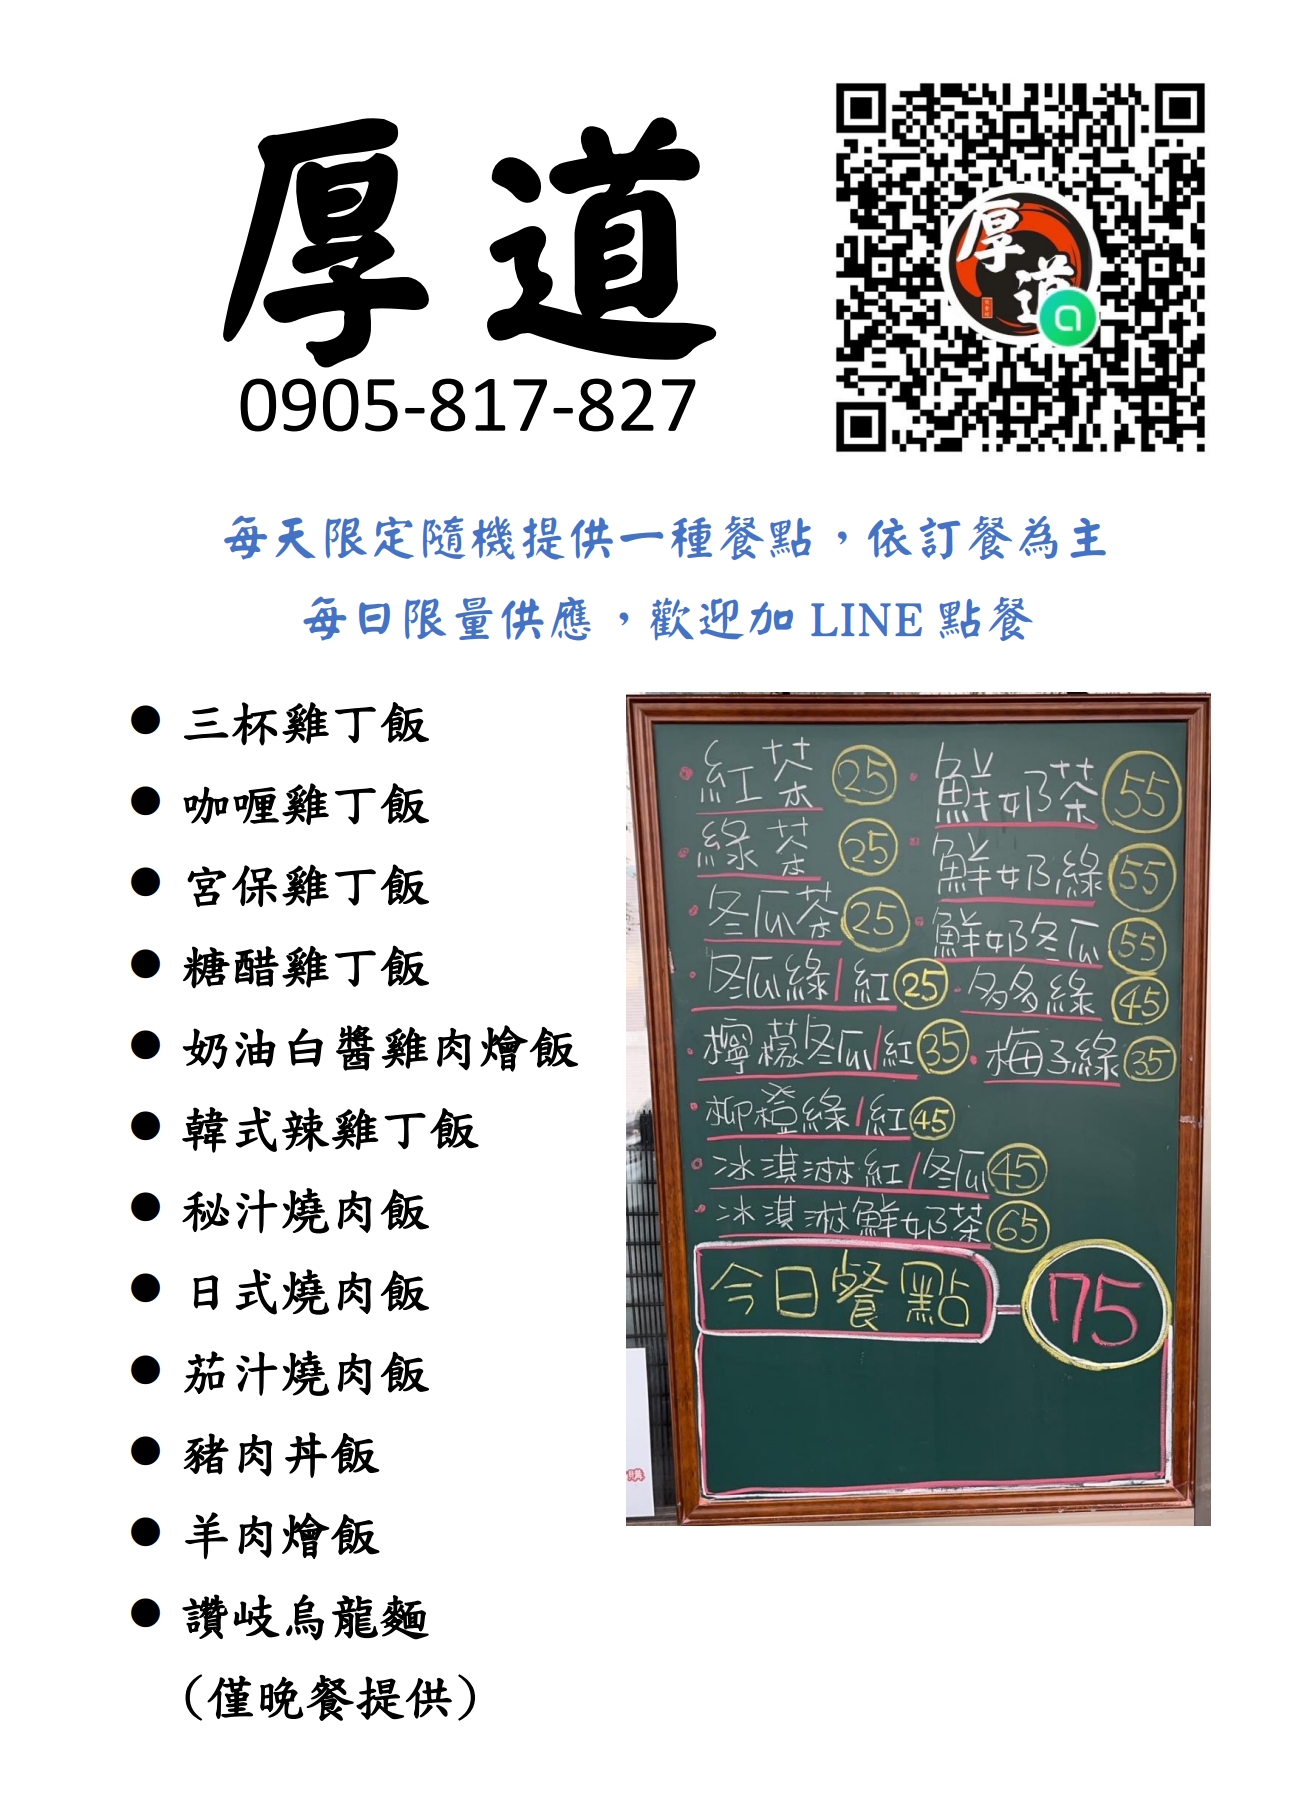 厚道
0905-817-827
厚道
每天限定隨機提供一種餐點，依訂餐為主
每日限量供應，歡迎加 LINE 點餐
● 三杯雞丁飯
● 咖喱雞丁飯
● 宮保雞丁飯
● 糖醋雞丁飯
● 奶油白醬雞肉燴飯
● 韓式辣雞丁飯
● 秘汁燒肉飯
● 日式燒肉飯
● 茄汁燒肉飯
● 豬肉丼飯
● 羊肉燴飯
● 讚岐烏龍麵
（僅晚餐提供）
紅茶 25
綠茶 25
冬瓜茶 25
冬瓜綠/紅 25
檸檬冬瓜/紅 35
柳橙綠/紅 45
冰淇淋紅/冬瓜 45
冰淇淋鮮奶茶 65
鮮奶茶 55
鮮奶綠 55
鮮奶冬瓜 55
多多綠 45
梅子綠 35
今日餐點 - 75
購